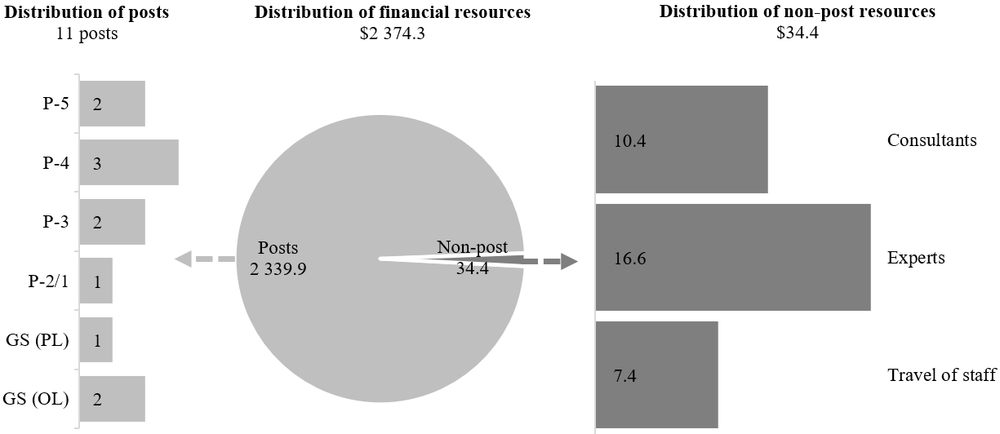 Distribution of posts
11 posts
Distribution of financial resources
$2 374.3
Distribution of non-post resources
$34.4
P-5
2
P-4
3
P-3
2
P-2/1
1
GS (PL)
1
GS (OL)
2
Posts
2 339.9
Non-post
34.4
10.4
Consultants
16.6
Experts
7.4
Travel of staff